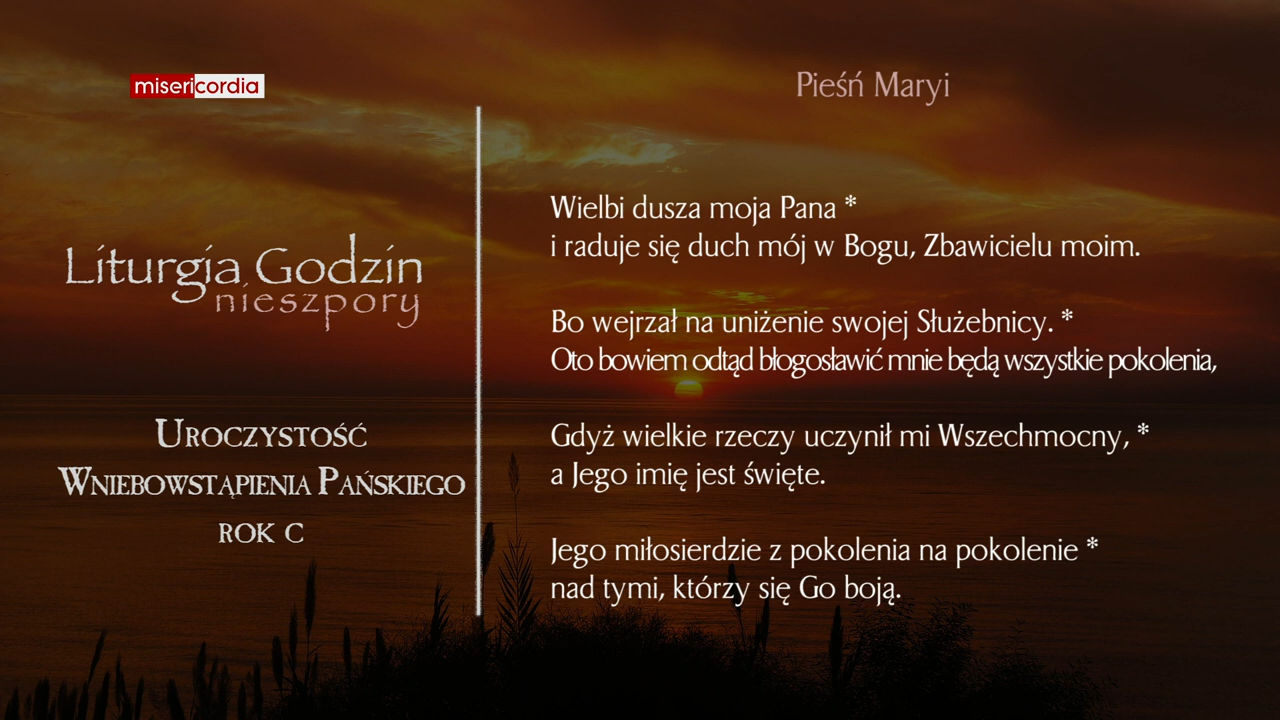 misericordia
Liturgia Godzin
nieszpory
Uroczystość
Wniebowstąpienia Pańskiego
rok C
Pieśń Maryi
Wielbi dusza moja Pana *
i raduje się duch mój w Bogu, Zbawicielu moim.
Bo wejrzał na uniżenie swojej Służebnicy. *
Oto bowiem odtąd błogosławić mnie będą wszystkie pokolenia,
Gdyż wielkie rzeczy uczynił mi Wszechmocny, *
a Jego imię jest święte.
Jego miłosierdzie z pokolenia na pokolenie *
nad tymi, którzy się Go boją.